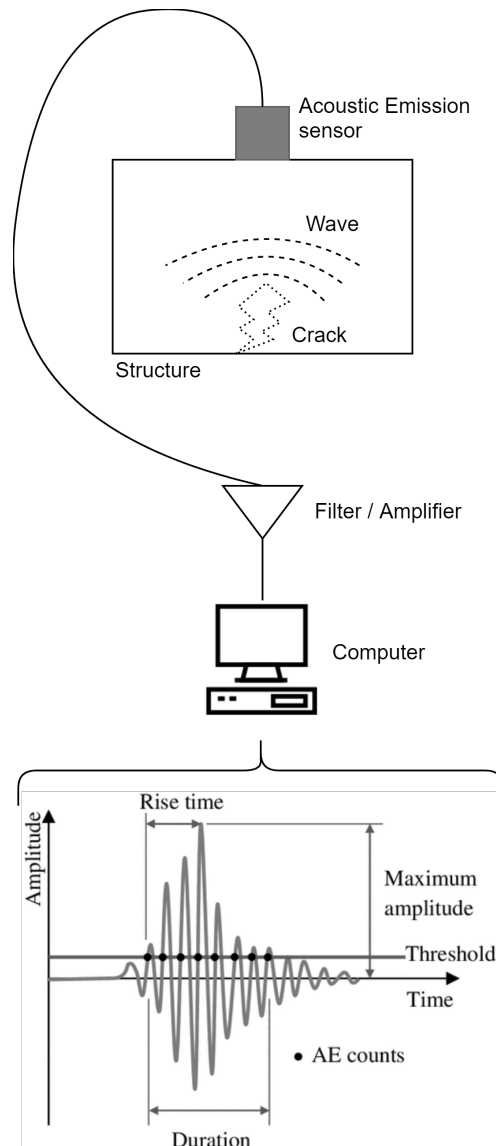 Acoustic Emission
sensor
Wave
Crack
Structure
Filter / Amplifier
Computer
Rise time
Amplitude
Maximum
amplitude
Threshold
Time
AE counts
Duration